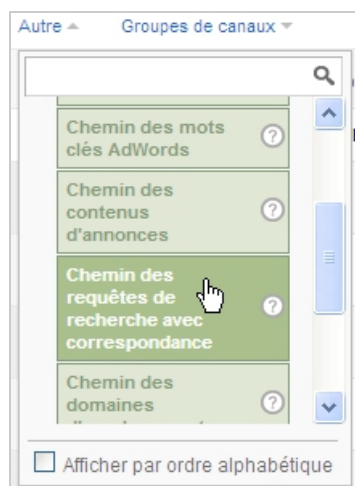 Autre Groupes de canaux
Chemin des mots
clés AdWords
Chemin des
contenus
d'annonces
Chemin des
requêtes de
recherche avec
correspondance
Chemin des
domaines
Afficher par ordre alphabétique